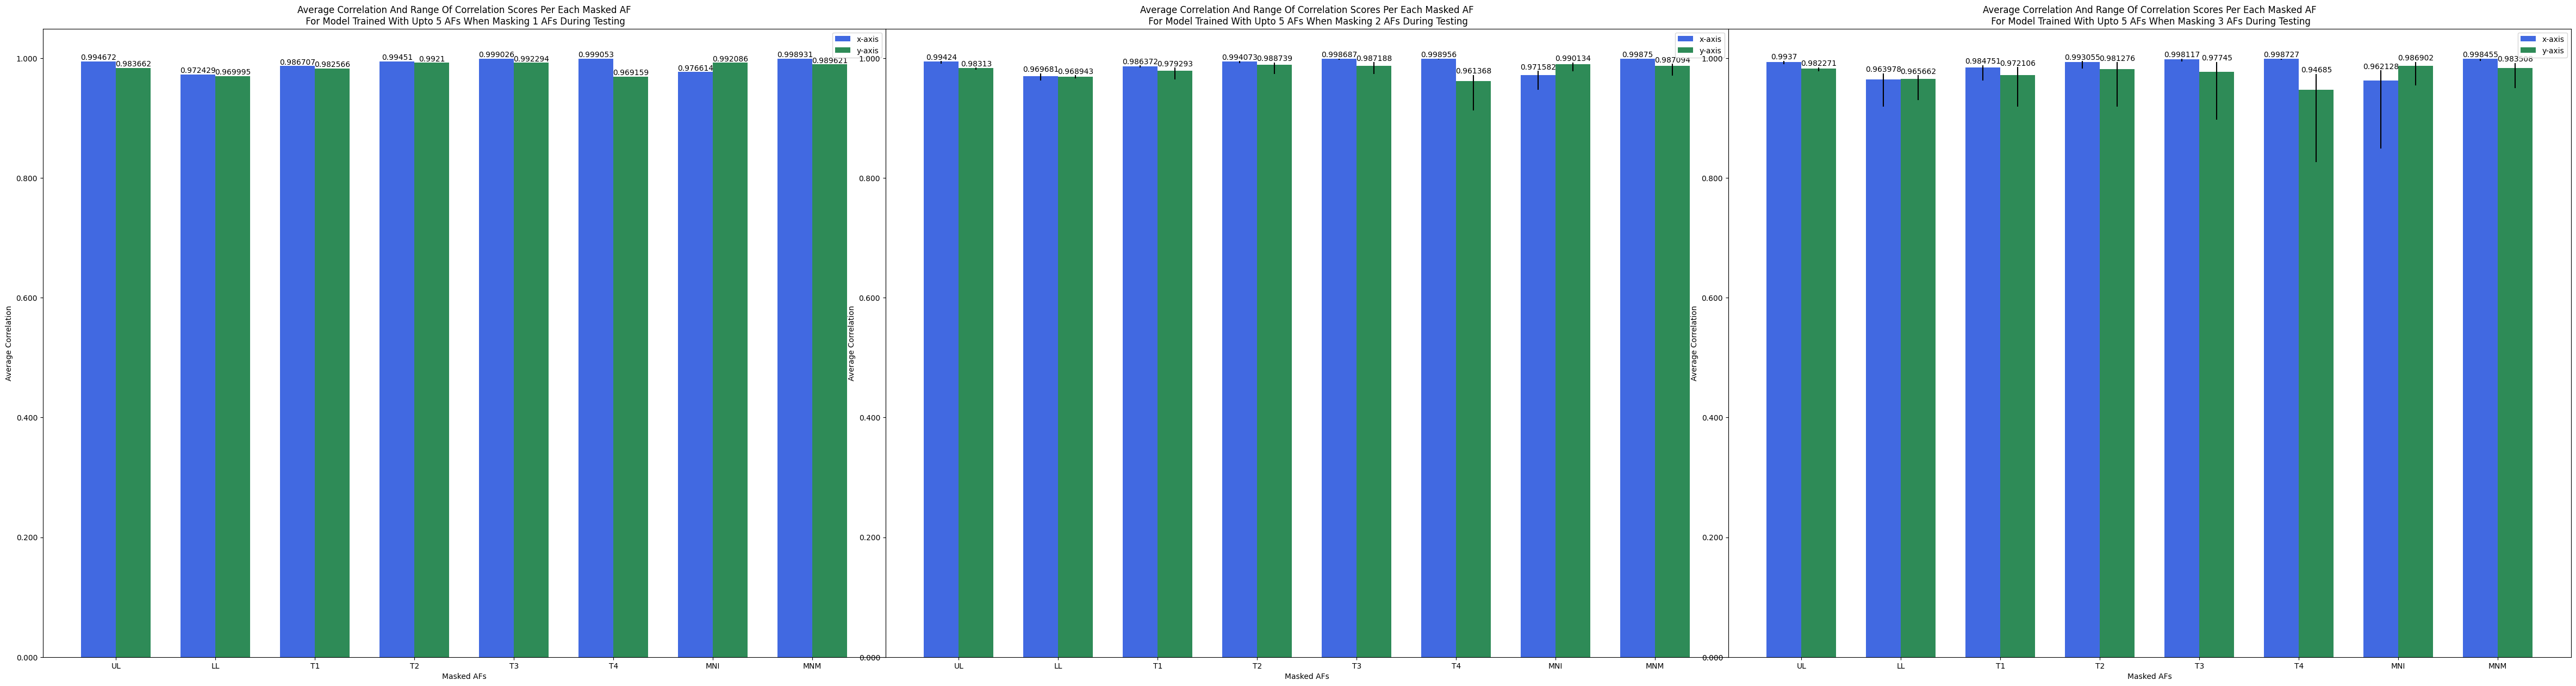 Average Correlation And Range Of Correlation Scores Per Each Masked AF
For Model Trained With Upto 5 AFs When Masking 1 AFs During Testing
x-axis
y-axis
1.000
0.800
0.600
0.400
0.200
0.000
Average Correlation
0.994672
0.983662
0.972429
0.969995
0.986707
0.982566
0.99451
0.9921
0.999026
0.992294
0.999053
0.969159
0.976614
0.992086
0.998931
0.989621
UL
LL
T1
T2
T3
T4
MNI
MNM
Masked AFs
Average Correlation And Range Of Correlation Scores Per Each Masked AF
For Model Trained With Upto 5 AFs When Masking 2 AFs During Testing
x-axis
y-axis
1.000
0.800
0.600
0.400
0.200
0.000
Average Correlation
0.99424
0.98313
0.969681
0.968943
0.986372
0.979293
0.994073
0.988739
0.998687
0.987188
0.998956
0.961368
0.971582
0.990134
0.99875
0.987094
UL
LL
T1
T2
T3
T4
MNI
MNM
Masked AFs
Average Correlation And Range Of Correlation Scores Per Each Masked AF
For Model Trained With Upto 5 AFs When Masking 3 AFs During Testing
x-axis
y-axis
1.000
0.800
0.600
0.400
0.200
0.000
Average Correlation
0.9937
0.982271
0.963978
0.965662
0.984751
0.972106
0.993055
0.981276
0.998117
0.97745
0.998727
0.94685
0.962128
0.986902
0.998455
UL
LL
T1
T2
T3
T4
MNI
MNM
Masked AFs